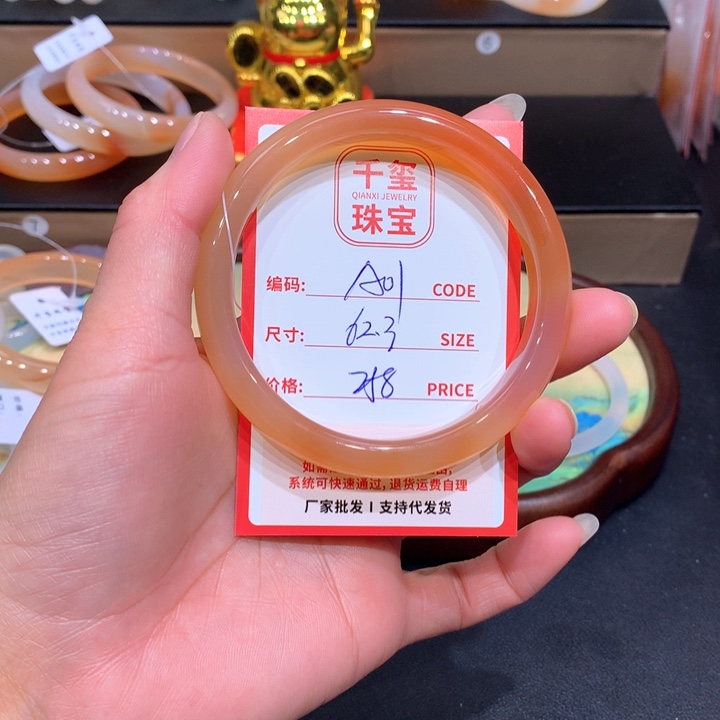 千玺
QIANXI JEWELRY
珠宝
编码: A01 CODE
尺寸: 62.3 SIZE
价格: 258 PRICE
系统可快速通过,退货运费自理
厂家批发 I 支持代发货